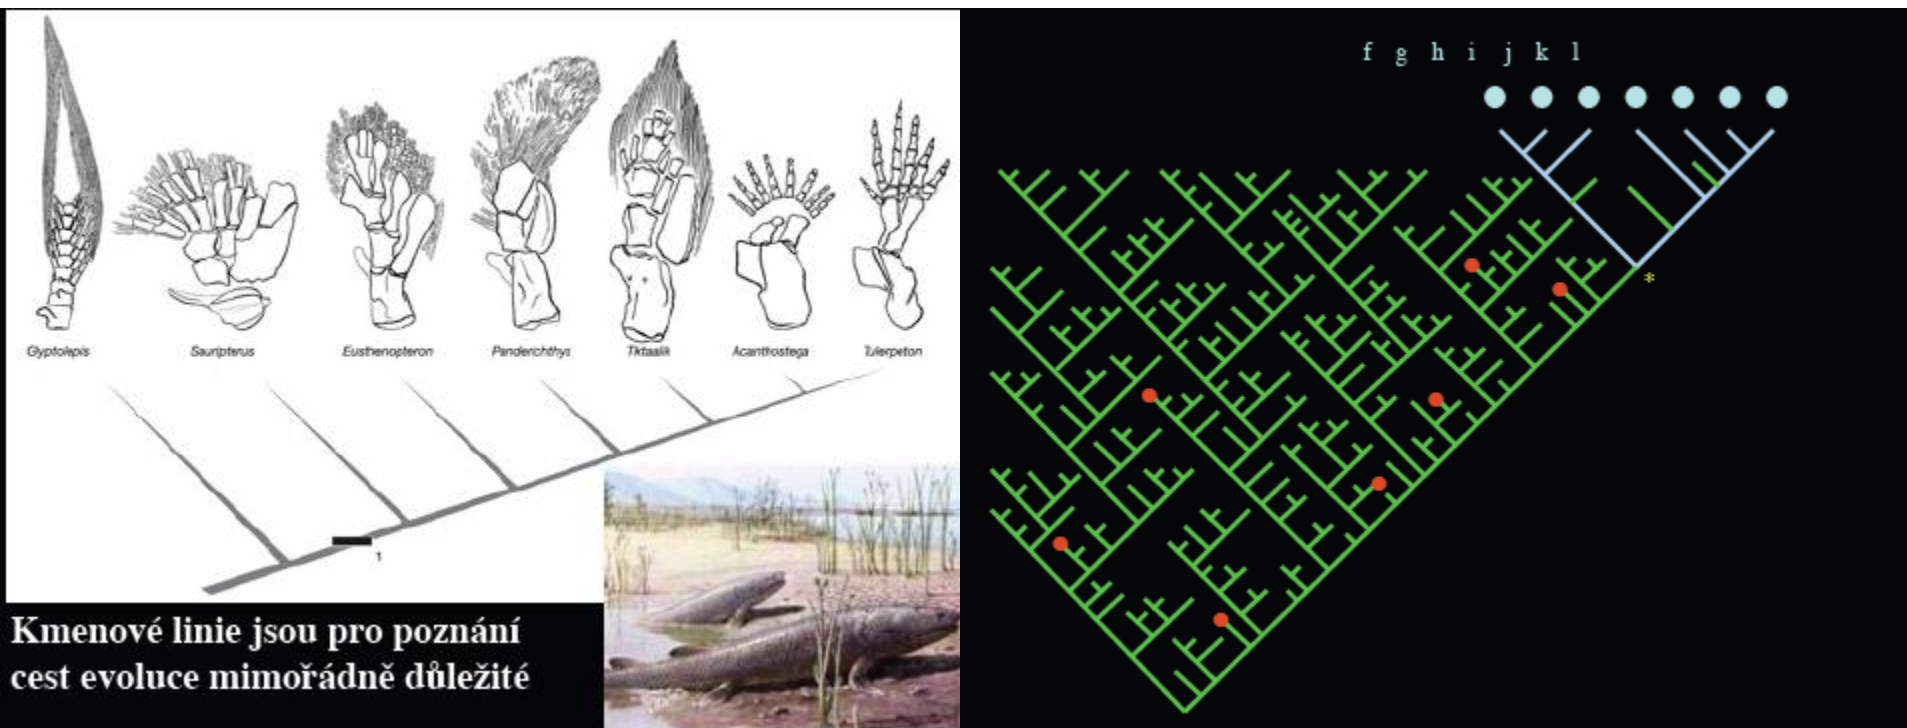 Glyptolepis Sauripterus Eusthenopteron Panderichthys Tiktaalik Acanthostega Tulerpeton
1
Kmenové linie jsou pro poznání
cest evoluce mimořádně důležité
f g h i j k l
*